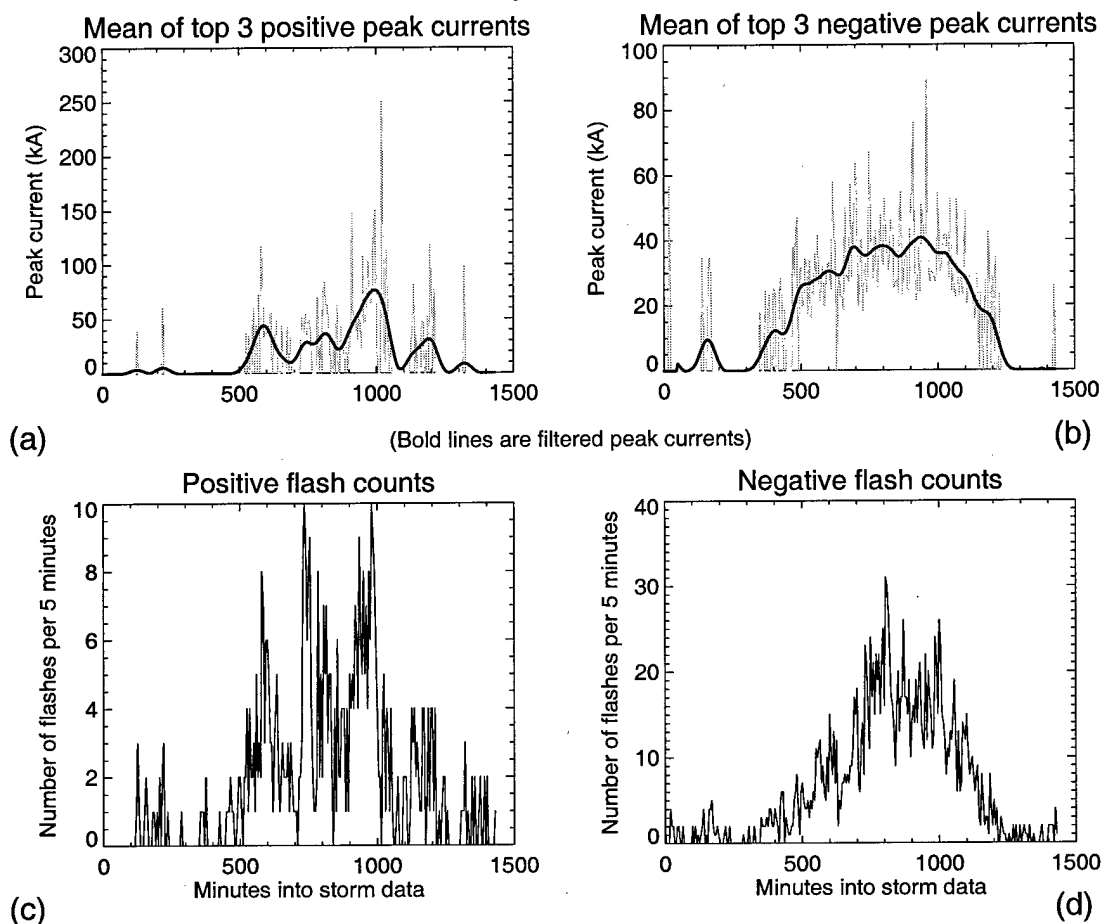 Mean of top 3 positive peak currents
Mean of top 3 negative peak currents
Peak current (kA)
300
250
200
150
100
50
0
0
500
1000
1500
Peak current (kA)
100
80
60
40
20
0
0
500
1000
1500
(a)
(Bold lines are filtered peak currents)
(b)
Positive flash counts
Negative flash counts
Number of flashes per 5 minutes
10
8
6
4
2
0
0
500
1000
1500
Minutes into storm data
Number of flashes per 5 minutes
40
30
20
10
0
0
500
1000
1500
Minutes into storm data
(c)
(d)